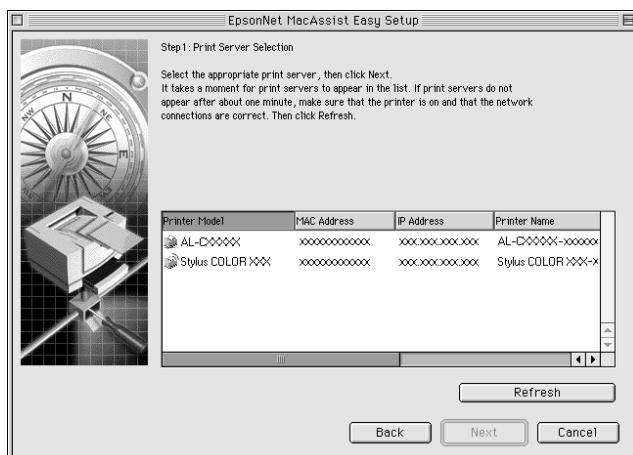 EpsonNet MacAssist Easy Setup
Step1: Print Server Selection
Select the appropriate print server, then click Next.
It takes a moment for print servers to appear in the list. If print servers do not
appear after about one minute, make sure that the printer is on and that the network
connections are correct. Then click Refresh.
N
NE
E
NW
Printer Model MAC Address IP Address Printer Name
AL-CXXXXX XXXXXXXXXXXX XXX.XXX.XXX.XXX AL-CXXXXX-XXXXXX
Stylus COLOR XXX XXXXXXXXXXXX XXX.XXX.XXX.XXX Stylus COLOR XXX-X
Refresh
Back Next Cancel